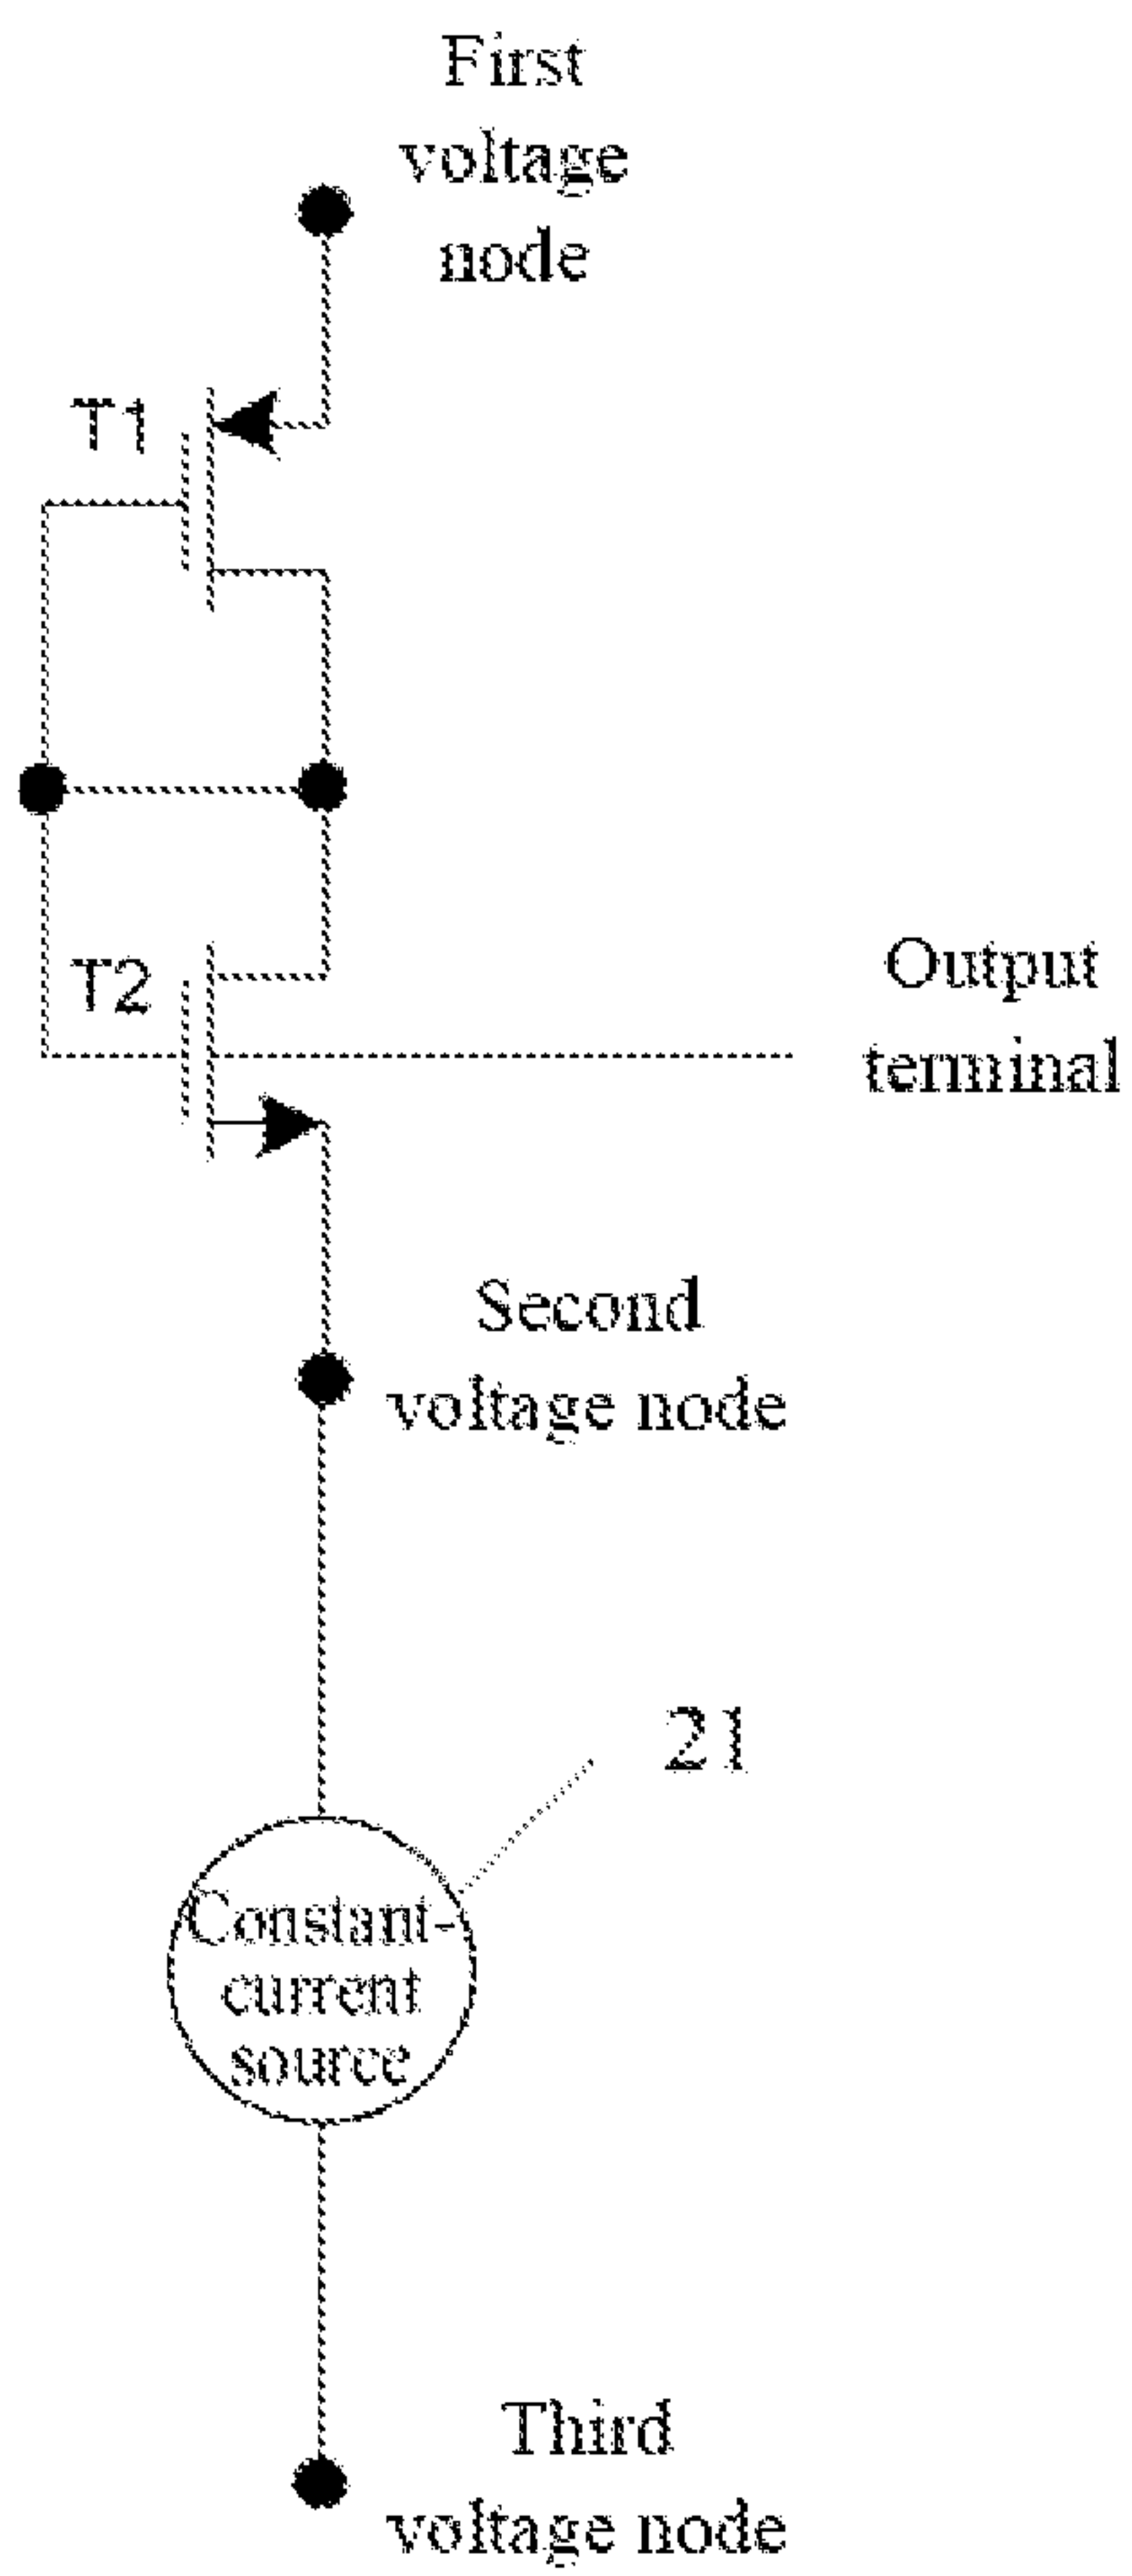 First
voltage
node
T1
T2
Output
terminal
Second
voltage node
21
Constant-
current
source
Third
voltage node